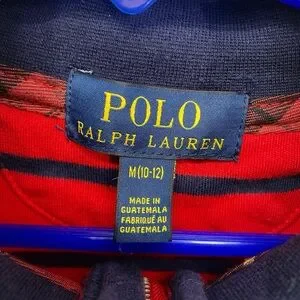 POLO
RALPH LAUREN
M(10-12)
MADE IN
GUATEMALA
FABRIQUÉ AU
GUATEMALA